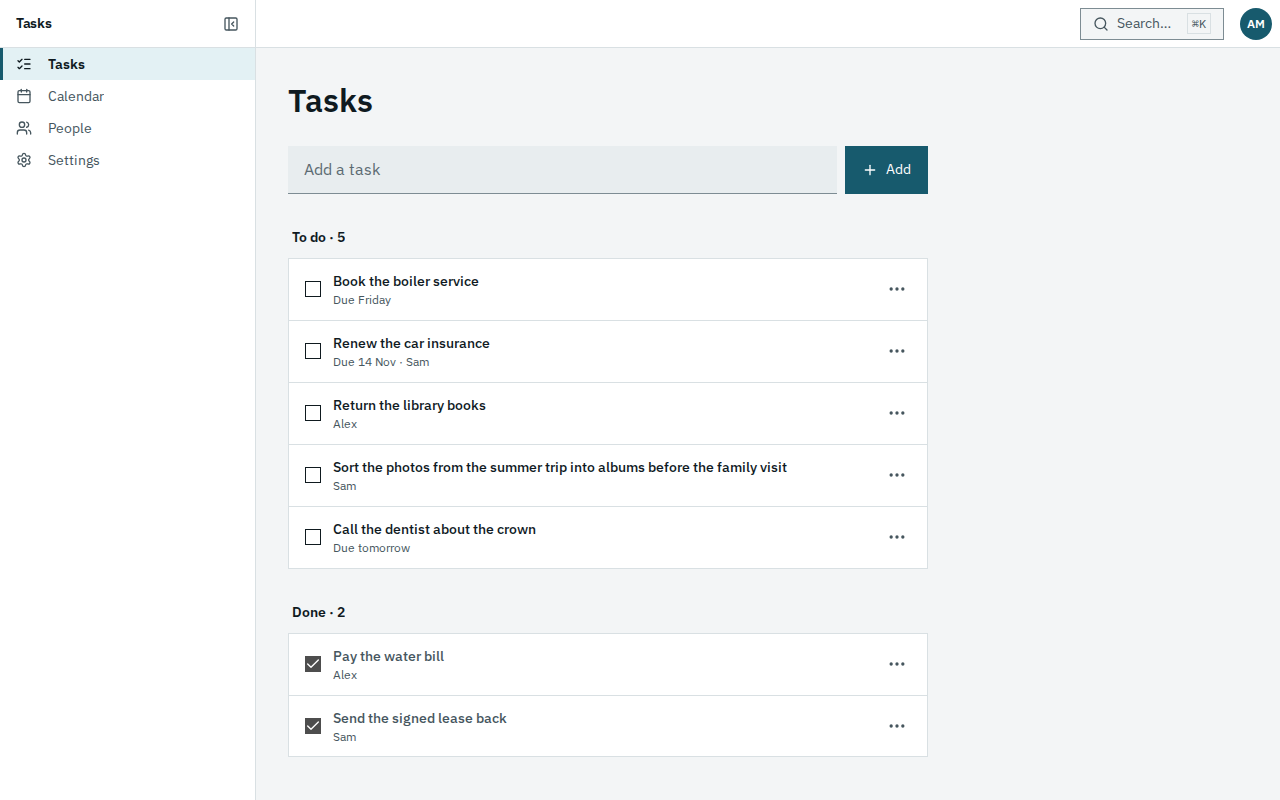 Tasks
Search... ⌘K
AM
Tasks
Calendar
People
Settings
Tasks
Add a task
Add
To do · 5
Book the boiler service
Due Friday
Renew the car insurance
Due 14 Nov · Sam
Return the library books
Alex
Sort the photos from the summer trip into albums before the family visit
Sam
Call the dentist about the crown
Due tomorrow
Done · 2
Pay the water bill
Alex
Send the signed lease back
Sam